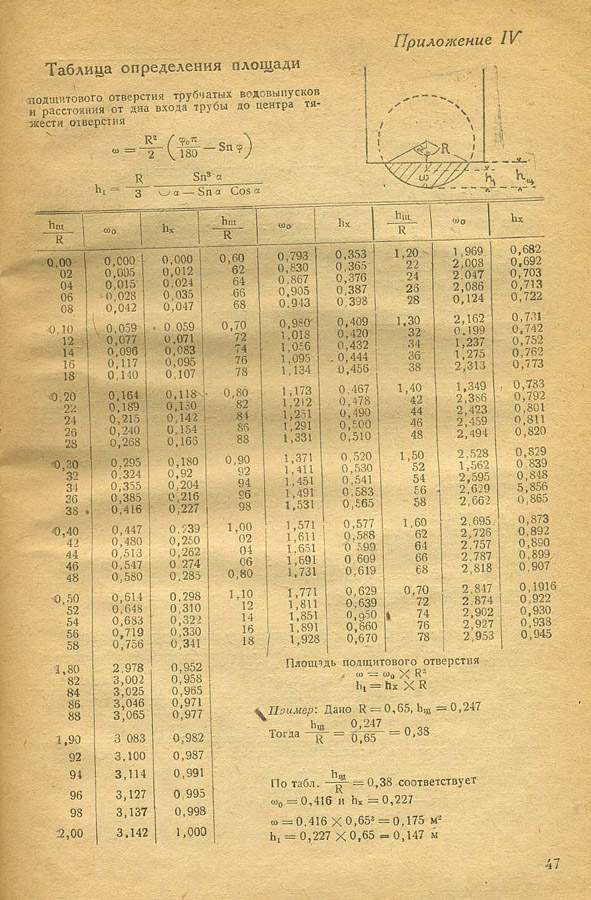 Приложение IV
Таблица определения площади
подщитового отверстия трубчатых водовыпусков
и расстояния от дна входа трубы до центра тя-
жести отверстия
ω = R² / 2 ( φ₀π / 180 — Sn φ )
h₁ = R / 3 Sn³ α / ◡ α — Sn α Cos α
R
ω
h₁ hщ
hщ/R ω₀ hx hщ/R ω₀ hx hщ/R ω₀ hx
0,00 0,000 0,000 0,60 0,793 0,353 1,20 1,969 0,682
02 0,005 0,012 62 0,830 0,365 22 2,008 0,692
04 0,015 0,024 64 0,867 0,376 24 2,047 0,703
06 0,028 0,035 66 0,905 0,387 26 2,086 0,713
08 0,042 0,047 68 0.943 0,398 28 0,124 0,722
0,10 0,059 0 059 0,70 0,980 0,409 1,30 2,162 0,731
12 0,077 0,071 72 1,018 0,420 32 0.199 0,742
14 0,096 0,083 74 1,056 0,432 34 1,237 0,752
16 0,117 0,095 76 1,095 0,444 36 1,275 0,762
18 0,140 0,107 78 1,134 0,456 38 2,313 0,773
0,20 0,164 0,118 0,80 1,173 0.467 1,40 1,349 0,783
22 0,189 0,130 82 1,212 0,478 42 2,386 0,792
24 0,215 0,142 84 1,251 0,490 44 2,423 0,801
26 0,240 0.154 86 1,291 0,500 46 2,459 0,811
28 0,268 0,166 88 1,331 0,510 48 2,494 0,820
0,30 0,295 0,180 0,90 1,371 0,520 1,50 2.528 0,829
32 0,324 0,92 92 1,411 0,530 52 1,562 0 839
34 0,355 0,204 94 1,451 0,541 54 2,595 0,848
36 0,385 0,216 96 1,491 0.583 56 2,629 5,856
38 0,416 0,227 98 1,531 0,565 58 2,662 0,865
0,40 0,447 0.239 1,00 1,571 0,577 1,60 2.695 0,873
42 0,480 0,250 02 1,611 0,588 62 2,726 0,892
44 0,513 0,262 04 1,651 0 599 64 2.757 0,890
46 0,547 0 274 06 1,691 0 609 66 2,787 0,899
48 0,580 0.285 0,80 1,731 0,619 68 2,818 0,907
0,50 0,614 0,298 1,10 1,771 0,629 0,70 2.847 0,1916
52 0,648 0,310 12 1,811 0,639 72 2,874 0,922
54 0,683 0,322 14 1,851 0,950 74 2,902 0,930
56 0,719 0,330 16 1,891 0,660 76 2,927 0,938
58 0,756 0,341 18 1,928 0,670 78 2,953 0,945
1,80 2.978 0,952
82 3,002 0,958
84 3,025 0,965
86 3,046 0,971
88 3,065 0,977
1,90 3 083 0,982
92 3.100 0,987
94 3,114 0,991
96 3,127 0 995
98 3,137 0,998
2,00 3,142 1,000
Площадь подщитового отверстия
ω = ω₀ × R²
h₁ = hx × R
Пример: Дано R = 0,65, hщ = 0,247
Тогда hщ/R = 0,247/0,65 = 0,38
По табл. hщ/R = 0,38 соответствует
ω₀ = 0,416 и hx = 0,227
ω = 0,416 × 0,65² = 0,175 м²
h₁ = 0,227 × 0,65 = 0,147 м
47